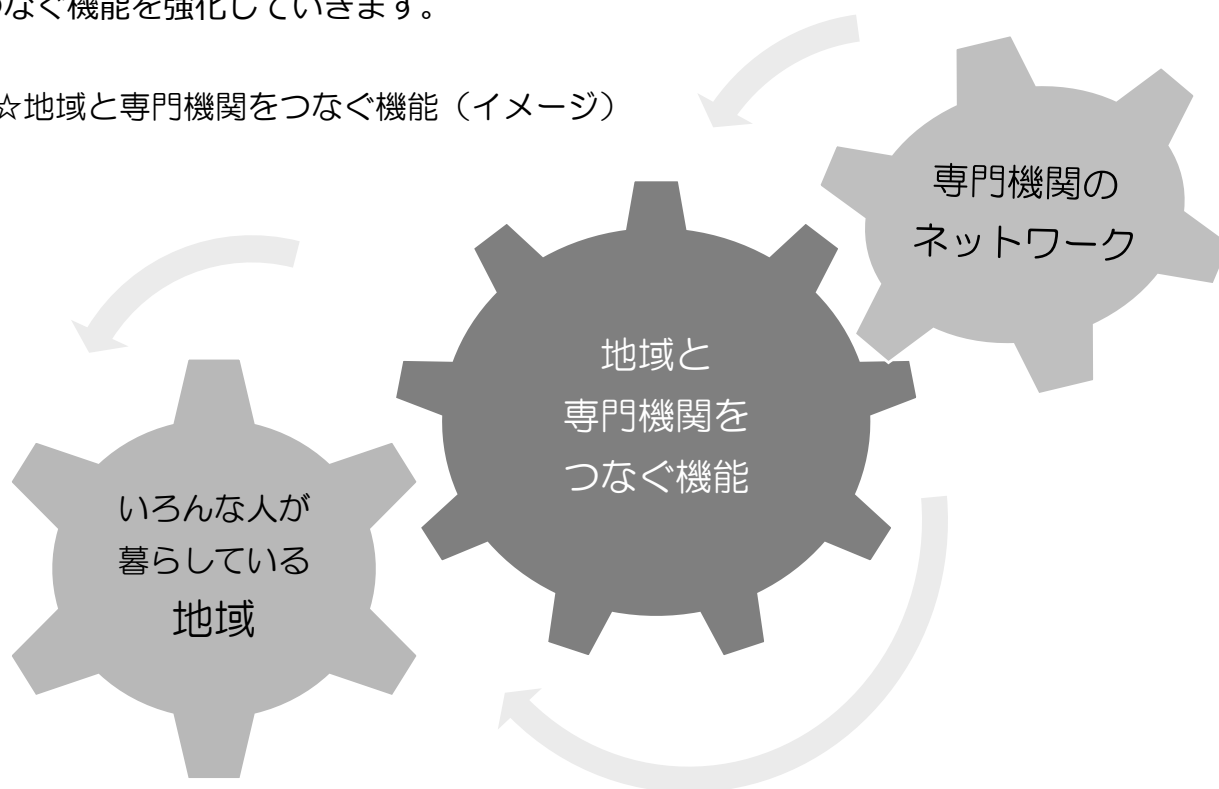 つなぐ機能を強化していきます。
☆地域と専門機関をつなぐ機能（イメージ）
専門機関の
ネットワーク
地域と
専門機関を
つなぐ機能
いろんな人が
暮らしている
地域